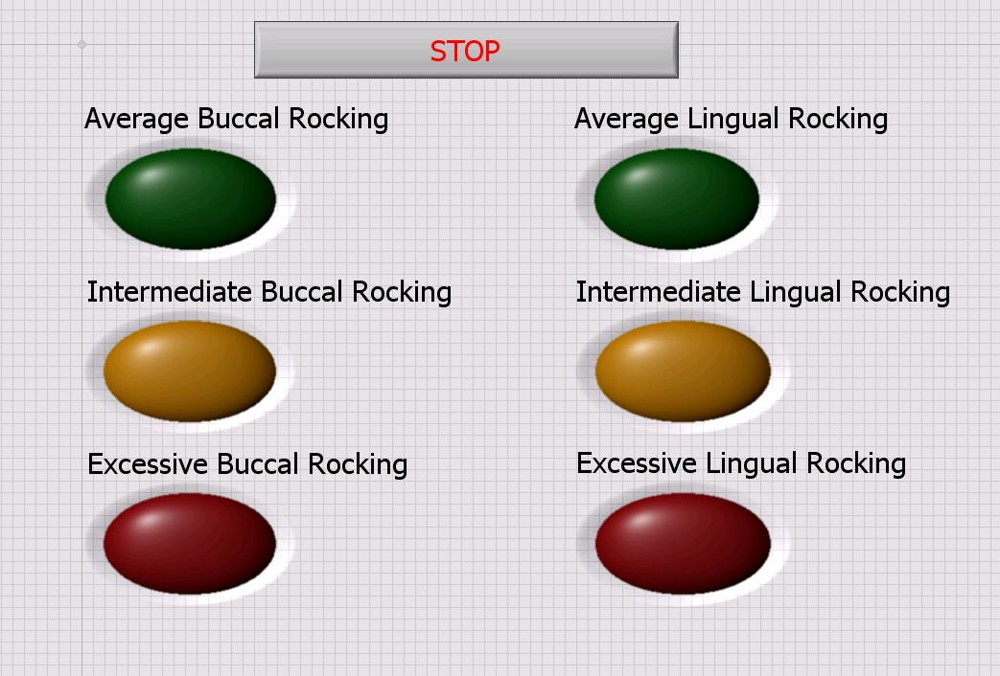 STOP
Average Buccal Rocking
Average Lingual Rocking
Intermediate Buccal Rocking
Intermediate Lingual Rocking
Excessive Buccal Rocking
Excessive Lingual Rocking